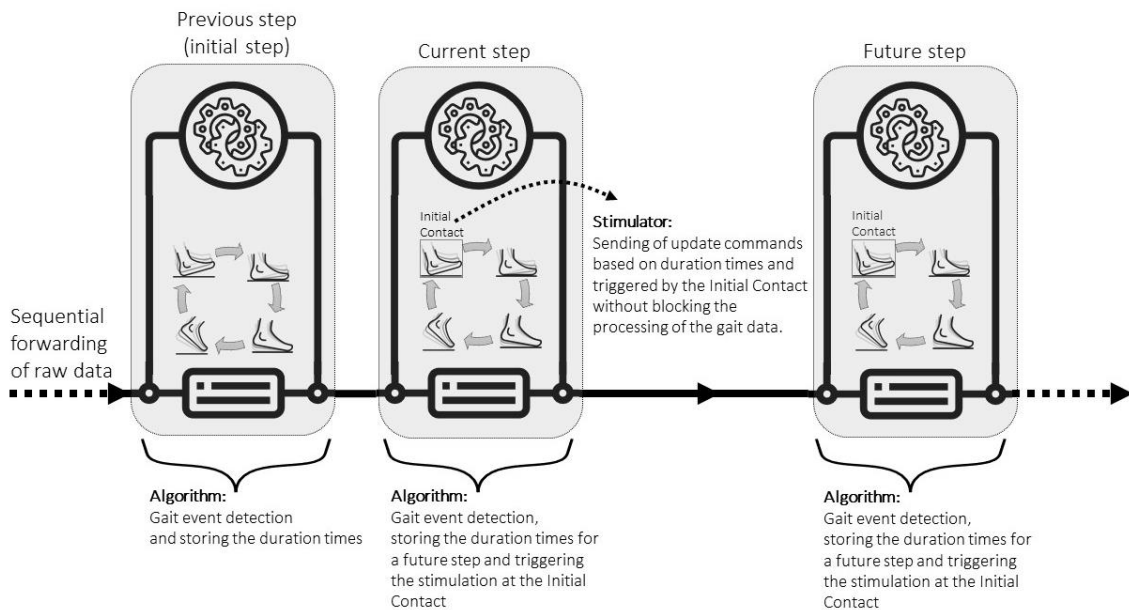 Previous step
(initial step)
Current step
Future step
Initial
Contact
Stimulator:
Sending of update commands
based on duration times and
triggered by the Initial Contact
without blocking the
processing of the gait data.
Initial
Contact
Sequential
forwarding
of raw data
Algorithm:
Gait event detection
and storing the duration times
Algorithm:
Gait event detection,
storing the duration times for
a future step and triggering
the stimulation at the Initial
Contact
Algorithm:
Gait event detection,
storing the duration times for
a future step and triggering
the stimulation at the Initial
Contact